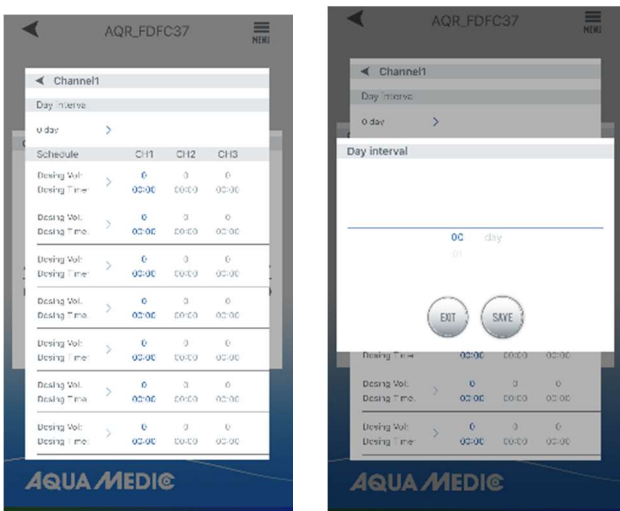 AQR_FDFC37
MENU
Channel1
Day interva
0 day
Schedule CH1 CH2 CH3
Dosing Vol: 0 0 0
Dosing Time: 00:00 00:00 00:00
Dosing Vol. 0 0 0
Dosing Time. 00:00 00:00 00:00
Dosing Vol: 0 0 0
Dosing Time: 00:00 00:00 00:00
Dosing Vol. 0 0 0
Dosing Time. 00:00 00:00 00:00
Dosing Vol: 0 0 0
Dosing Time: 00:00 00:00 00:00
Dosing Vol. 0 0 0
Dosing Time 00:00 00:00 00:00
Dosing Vol: 0 0 0
Dosing Time: 00:00 00:00 00:00
AQUA MEDIC
AQR_FDFC37
MENU
Channel1
Day interva
0 day
Day interval
00 day
01
EXIT SAVE
Dosing Time 00:00 00:00 00:00
Dosing Vol. 0 0 0
Dosing Time. 00:00 00:00 00:00
Dosing Vol: 0 0 0
Dosing Time: 00:00 00:00 00:00
AQUA MEDIC